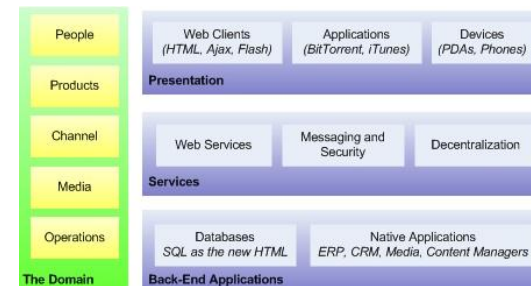 People
Products
Channel
Media
Operations
The Domain
Web Clients
(HTML, Ajax, Flash)
Applications
(BitTorrent, iTunes)
Devices
(PDAs, Phones)
Presentation
Web Services
Messaging and
Security
Decentralization
Services
Databases
SQL as the new HTML
Native Applications
ERP, CRM, Media, Content Managers
Back-End Applications